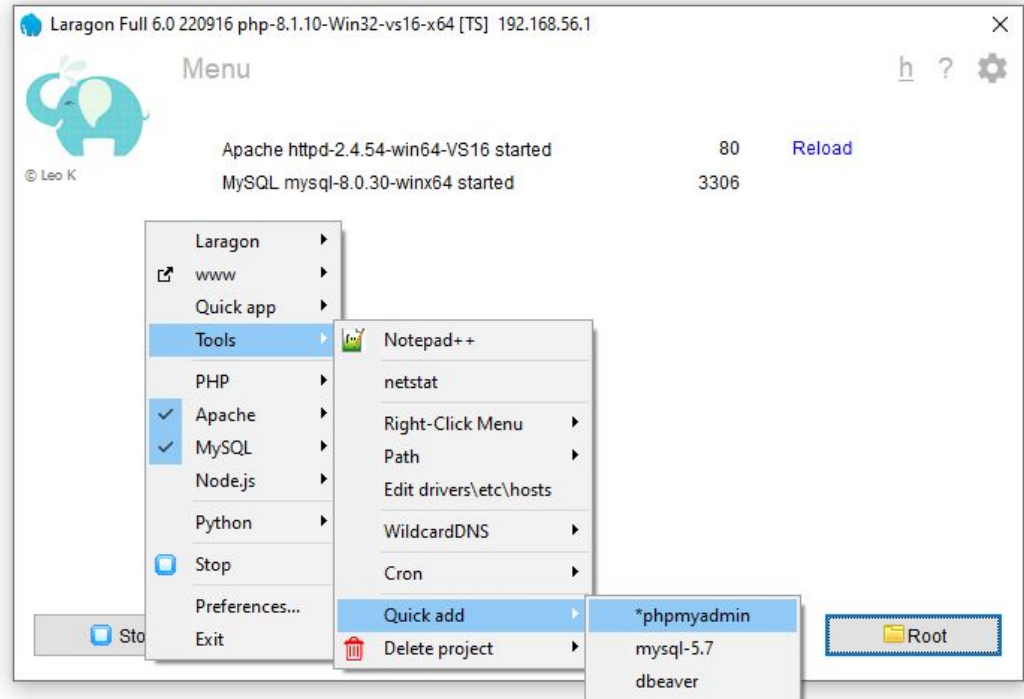 Laragon Full 6.0 220916 php-8.1.10-Win32-vs16-x64 [TS] 192.168.56.1
Menu
h ?
© Leo K
Apache httpd-2.4.54-win64-VS16 started 80 Reload
MySQL mysql-8.0.30-winx64 started 3306
Laragon
www
Quick app
Tools
PHP
Apache
MySQL
Node.js
Python
Stop
Preferences...
Exit
Notepad++
netstat
Right-Click Menu
Path
Edit drivers\etc\hosts
WildcardDNS
Cron
Quick add
Delete project
*phpmyadmin
mysql-5.7
dbeaver
Sto
Root